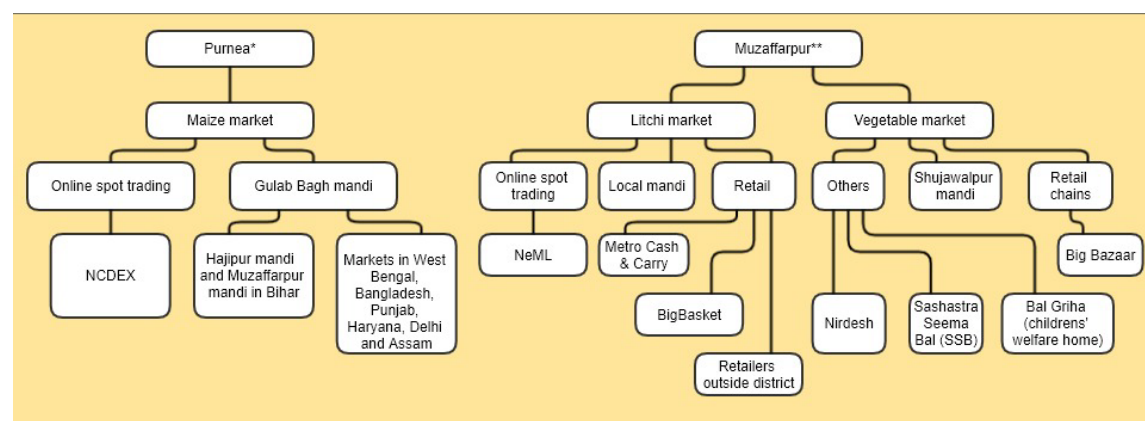 Purnea*
Muzaffarpur**
Maize market
Litchi market
Vegetable market
Online spot trading
Gulab Bagh mandi
Online spot
trading
Local mandi
Retail
Others
Shujawalpur
mandi
Retail
chains
NCDEX
Hajipur mandi
and Muzaffarpur
mandi in Bihar
Markets in West
Bengal,
Bangladesh,
Punjab,
Haryana, Delhi
and Assam
NeML
Metro Cash
& Carry
Big Bazaar
BigBasket
Nirdesh
Sashastra
Seema
Bal (SSB)
Bal Griha
(childrens'
welfare home)
Retailers
outside district